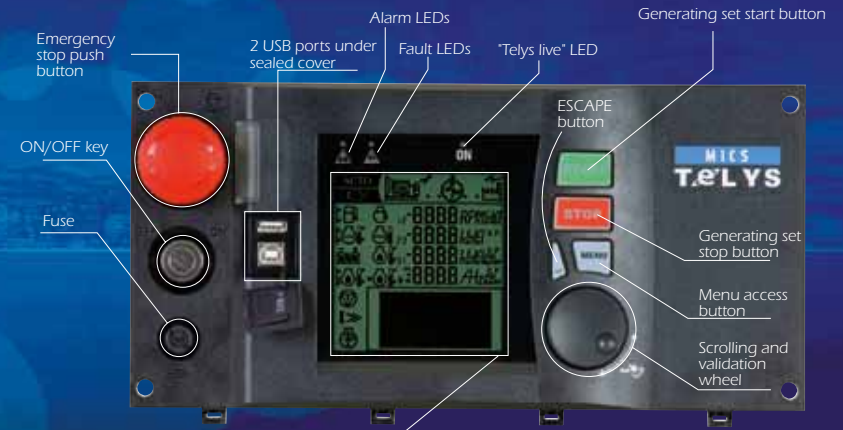 Alarm LEDs
Generating set start button
Emergency
stop push
button
2 USB ports under
sealed cover
Fault LEDs
"Telys live" LED
ESCAPE
button
ON/OFF key
ON
MICS
TELYS
Fuse
STOP
Generating set
stop button
MENU
Menu access
button
Scrolling and
validation
wheel